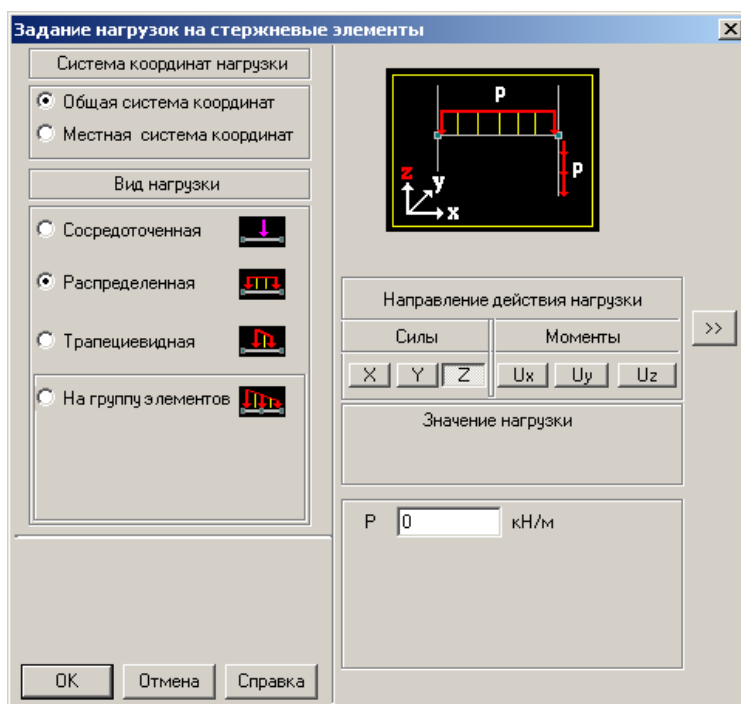 Задание нагрузок на стержневые элементы
Система координат нагрузки
Общая система координат
Местная система координат
Вид нагрузки
Сосредоточенная
Распределенная
Трапециевидная
На группу элементов
OK
Отмена
Справка
p
p
z
y
x
Направление действия нагрузки
Силы
Моменты
X
Y
Z
Ux
Uy
Uz
>>
Значение нагрузки
P 0 кН/м